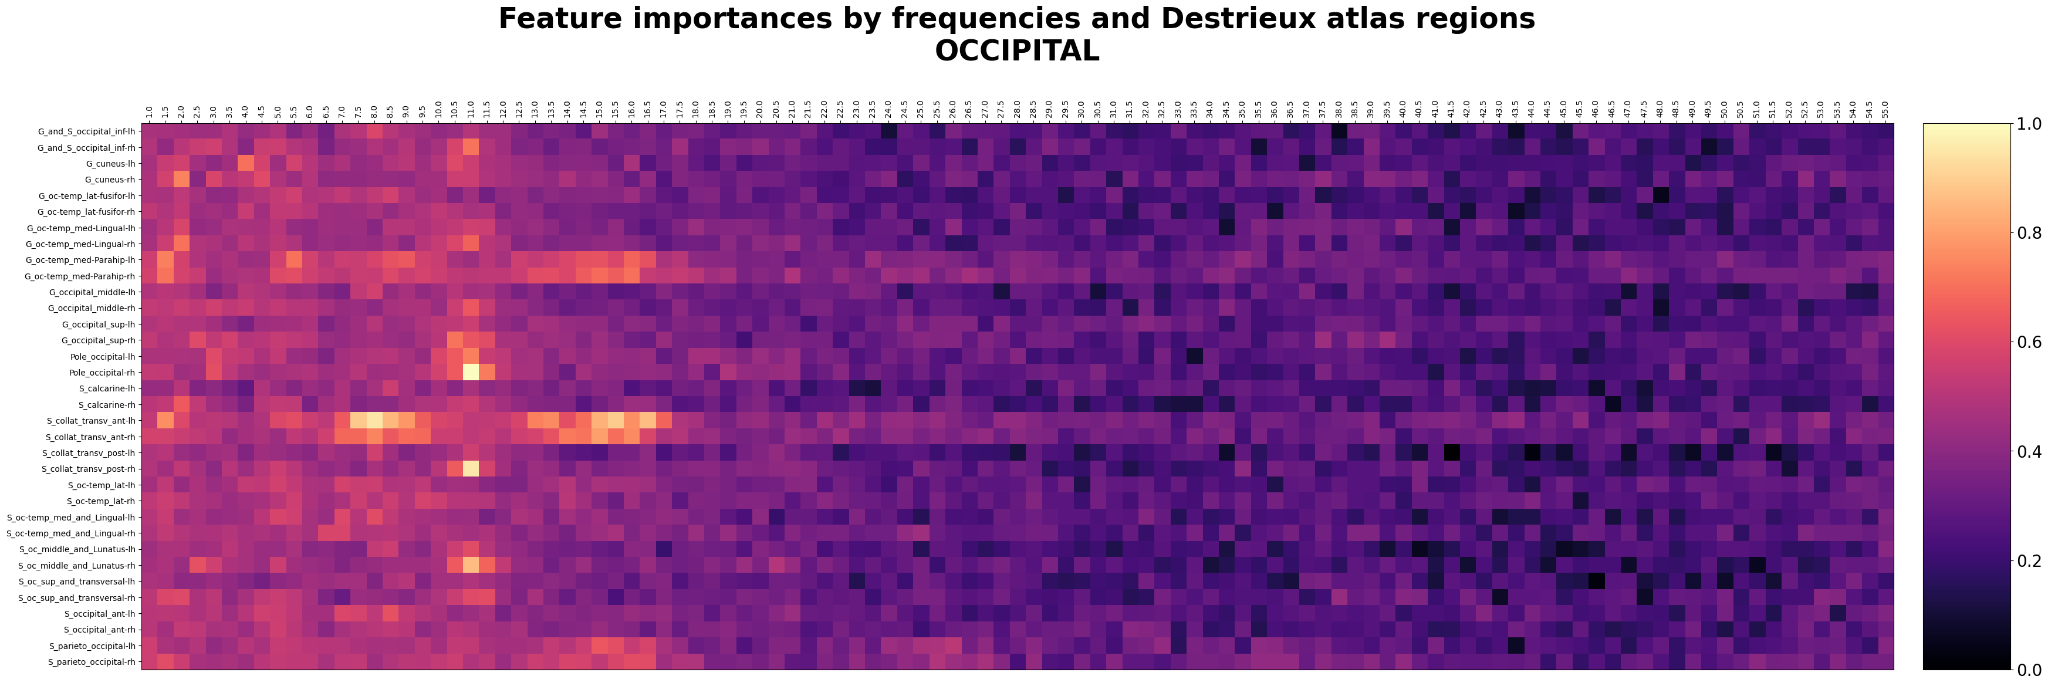 Feature importances by frequencies and Destrieux atlas regions
OCCIPITAL
1.0 1.5 2.0 2.5 3.0 3.5 4.0 4.5 5.0 5.5 6.0 6.5 7.0 7.5 8.0 8.5 9.0 9.5 10.0 10.5 11.0 11.5 12.0 12.5 13.0 13.5 14.0 14.5 15.0 15.5 16.0 16.5 17.0 17.5 18.0 18.5 19.0 19.5 20.0 20.5 21.0 21.5 22.0 22.5 23.0 23.5 24.0 24.5 25.0 25.5 26.0 26.5 27.0 27.5 28.0 28.5 29.0 29.5 30.0 30.5 31.0 31.5 32.0 32.5 33.0 33.5 34.0 34.5 35.0 35.5 36.0 36.5 37.0 37.5 38.0 38.5 39.0 39.5 40.0 40.5 41.0 41.5 42.0 42.5 43.0 43.5 44.0 44.5 45.0 45.5 46.0 46.5 47.0 47.5 48.0 48.5 49.0 49.5 50.0 50.5 51.0 51.5 52.0 52.5 53.0 53.5 54.0 54.5 55.0
G_and_S_occipital_inf-lh
G_and_S_occipital_inf-rh
G_cuneus-lh
G_cuneus-rh
G_oc-temp_lat-fusifor-lh
G_oc-temp_lat-fusifor-rh
G_oc-temp_med-Lingual-lh
G_oc-temp_med-Lingual-rh
G_oc-temp_med-Parahip-lh
G_oc-temp_med-Parahip-rh
G_occipital_middle-lh
G_occipital_middle-rh
G_occipital_sup-lh
G_occipital_sup-rh
Pole_occipital-lh
Pole_occipital-rh
S_calcarine-lh
S_calcarine-rh
S_collat_transv_ant-lh
S_collat_transv_ant-rh
S_collat_transv_post-lh
S_collat_transv_post-rh
S_oc-temp_lat-lh
S_oc-temp_lat-rh
S_oc-temp_med_and_Lingual-lh
S_oc-temp_med_and_Lingual-rh
S_oc_middle_and_Lunatus-lh
S_oc_middle_and_Lunatus-rh
S_oc_sup_and_transversal-lh
S_oc_sup_and_transversal-rh
S_occipital_ant-lh
S_occipital_ant-rh
S_parieto_occipital-lh
S_parieto_occipital-rh
1.0
0.8
0.6
0.4
0.2
0.0